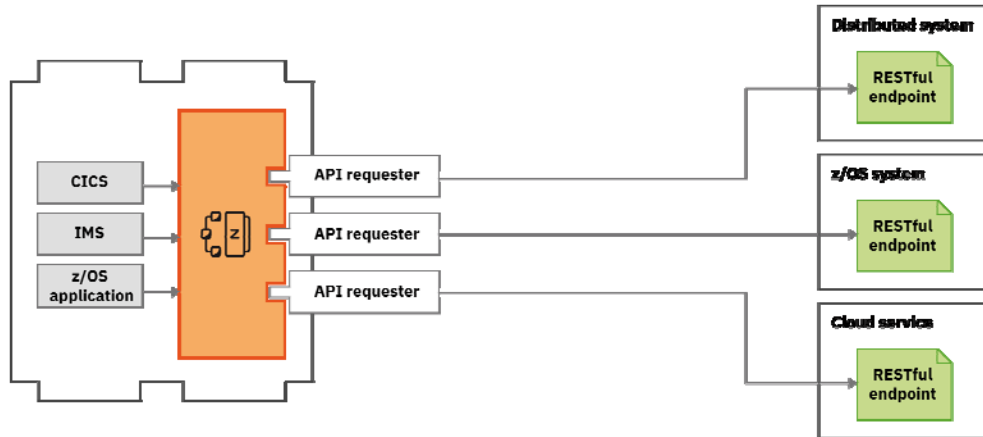 Distributed system
RESTful
endpoint
CICS
API requester
z/OS system
IMS
Z
API requester
RESTful
endpoint
z/OS
application
API requester
Cloud service
RESTful
endpoint